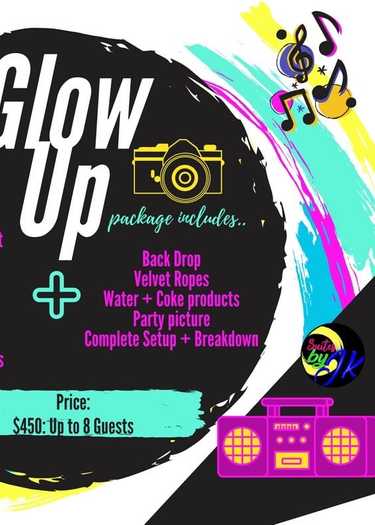 Glow
Up
package includes..
Back Drop
Velvet Ropes
Water + Coke products
Party picture
Complete Setup + Breakdown
Suites
by
JK
Price:
$450: Up to 8 Guests